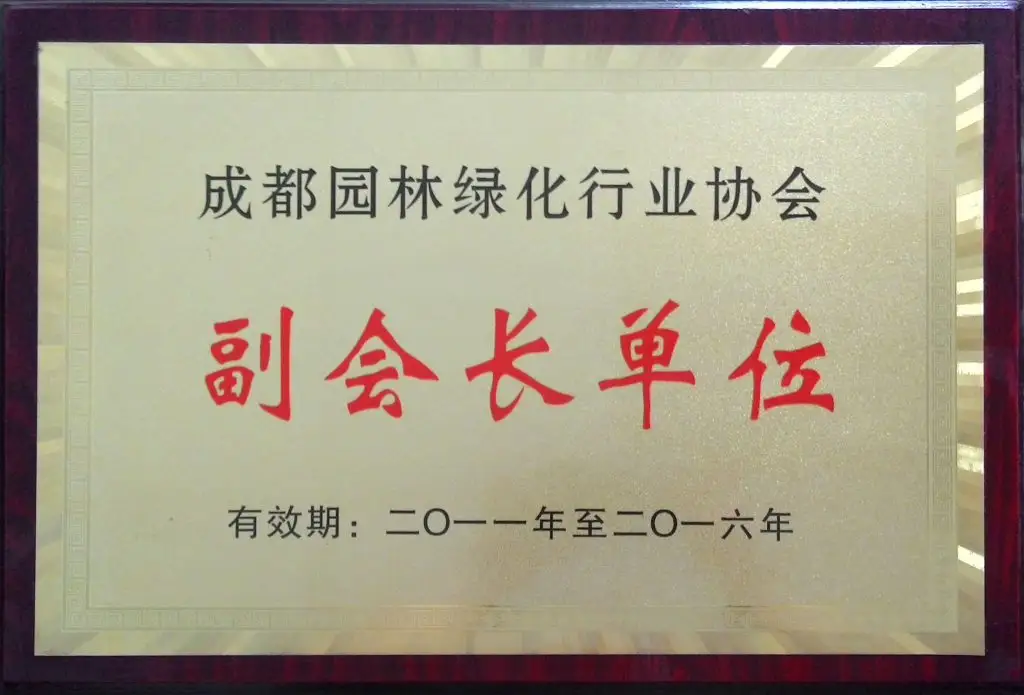 成都园林绿化行业协会
副会长单位
有效期：二〇一一年至二〇一六年